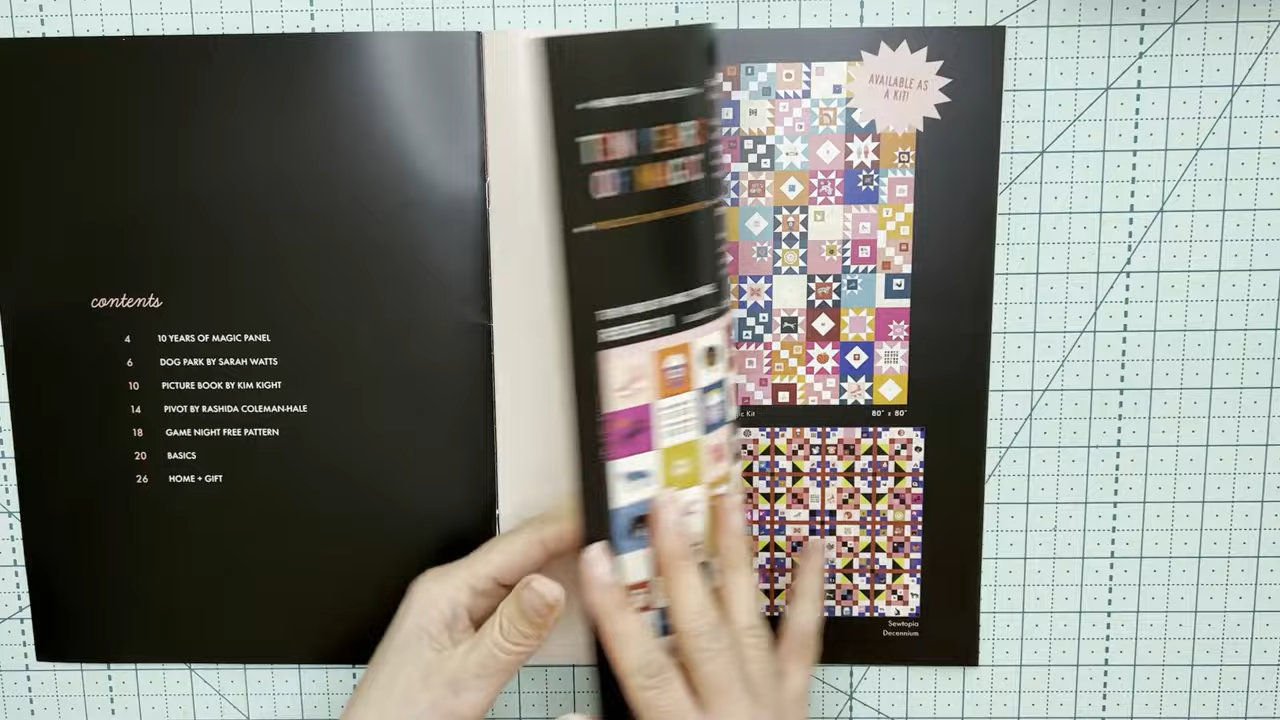 contents
4 10 YEARS OF MAGIC PANEL
6 DOG PARK BY SARAH WATTS
10 PICTURE BOOK BY KIM KIGHT
14 PIVOT BY RASHIDA COLEMAN-HALE
18 GAME NIGHT FREE PATTERN
20 BASICS
26 HOME + GIFT
AVAILABLE AS
A KIT!
Kit 80" x 80"
Sewtopia
Decennium